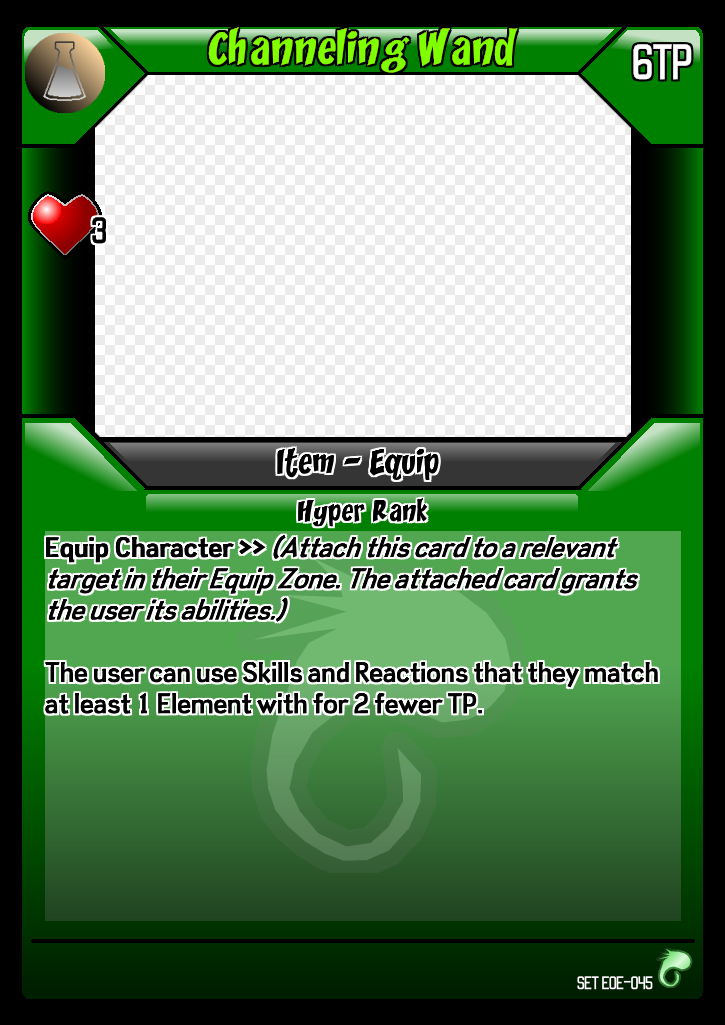 Channeling Wand
6TP
3
Item - Equip
Hyper Rank
Equip Character >> (Attach this card to a relevant
target in their Equip Zone. The attached card grants
the user its abilities.)
The user can use Skills and Reactions that they match
at least 1 Element with for 2 fewer TP.
SET EOE-045